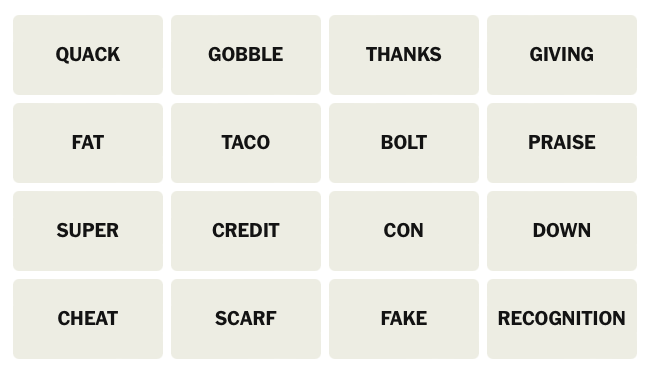 QUACK GOBBLE THANKS GIVING
FAT TACO BOLT PRAISE
SUPER CREDIT CON DOWN
CHEAT SCARF FAKE RECOGNITION